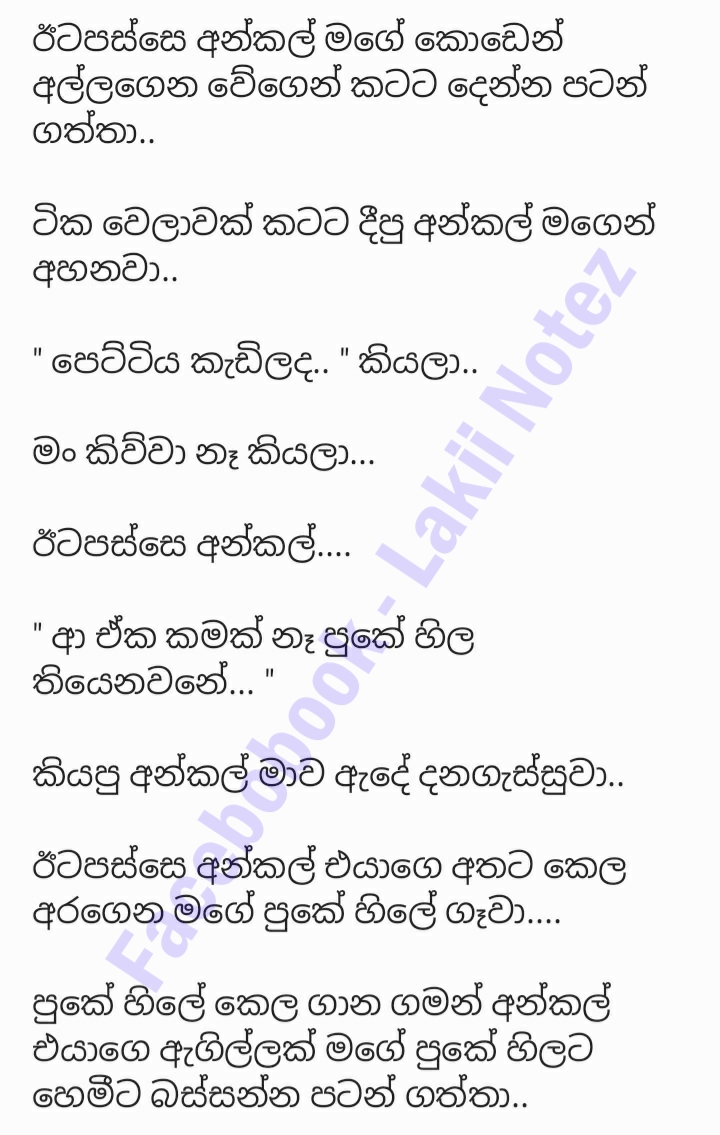 ඊටපස්සෙ අන්කල් මගේ කොඩෙන්
අල්ලගෙන වේගෙන් කටට දෙන්න පටන්
ගත්තා..
ටික වෙලාවක් කටට දීපු අන්කල් මගෙන්
අහනවා..
" පෙට්ටිය කැඩිලද.. " කියලා..
මං කිව්වා නෑ කියලා...
ඊටපස්සෙ අන්කල්....
" ආ ඒක කමක් නෑ පුකේ හිල
තියෙනවනේ... "
කියපු අන්කල් මාව ඇදේ දනගැස්සුවා..
ඊටපස්සෙ අන්කල් එයාගෙ අතට කෙල
අරගෙන මගේ පුකේ හිලේ ගෑවා....
පුකේ හිලේ කෙල ගාන ගමන් අන්කල්
එයාගෙ ඇගිල්ලක් මගේ පුකේ හිලට
හෙමීට බස්සන්න පටන් ගත්තා..
Facebobook - Lakii Notez